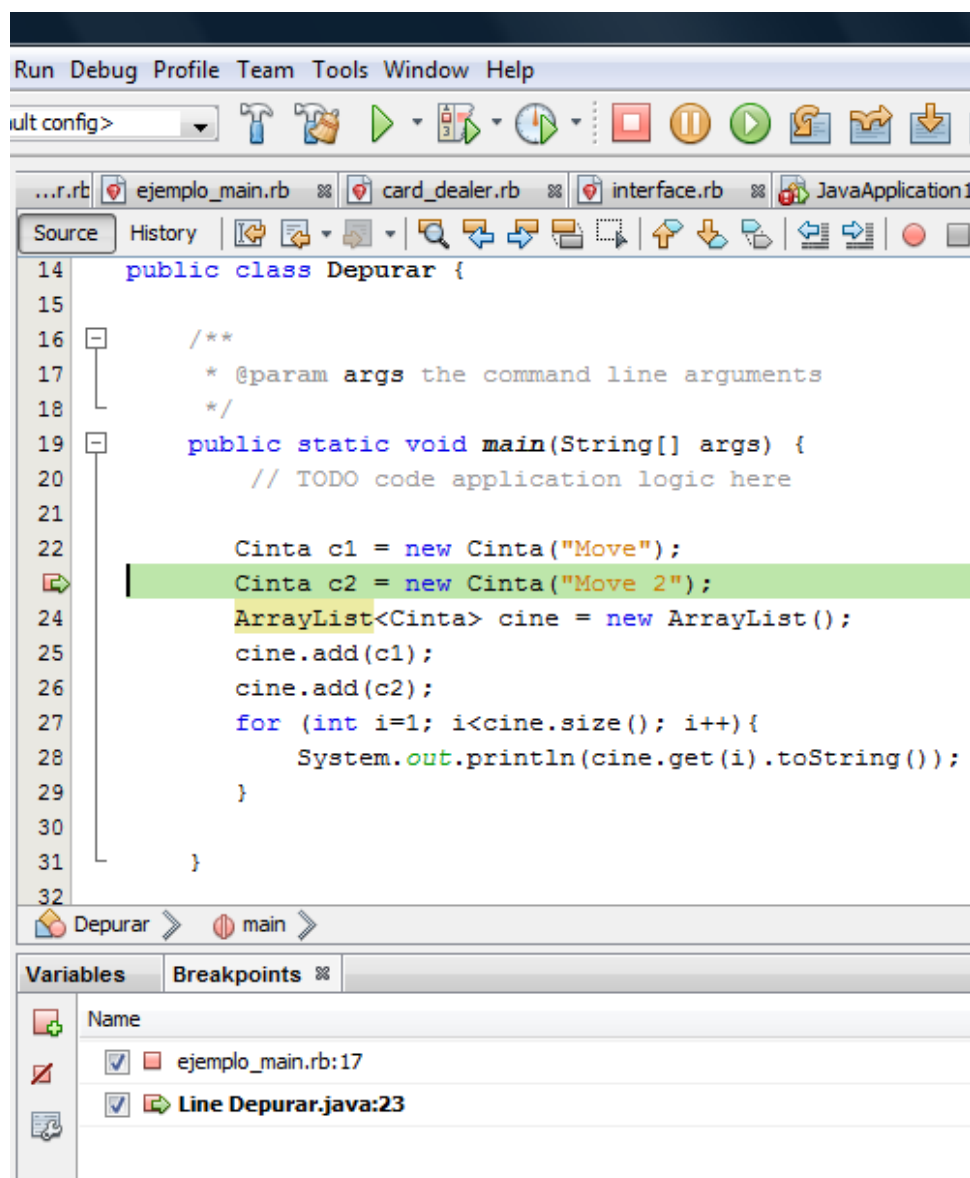 Run Debug Profile Team Tools Window Help
ult config>
...r.rb ejemplo_main.rb card_dealer.rb interface.rb JavaApplication1
Source History
14 public class Depurar {
15
16 /**
17 * @param args the command line arguments
18 */
19 public static void main(String[] args) {
20 // TODO code application logic here
21
22 Cinta c1 = new Cinta("Move");
Cinta c2 = new Cinta("Move 2");
24 ArrayList<Cinta> cine = new ArrayList();
25 cine.add(c1);
26 cine.add(c2);
27 for (int i=1; i<cine.size(); i++){
28 System.out.println(cine.get(i).toString());
29 }
30
31 }
32
Depurar main
Variables Breakpoints
Name
ejemplo_main.rb:17
Line Depurar.java:23